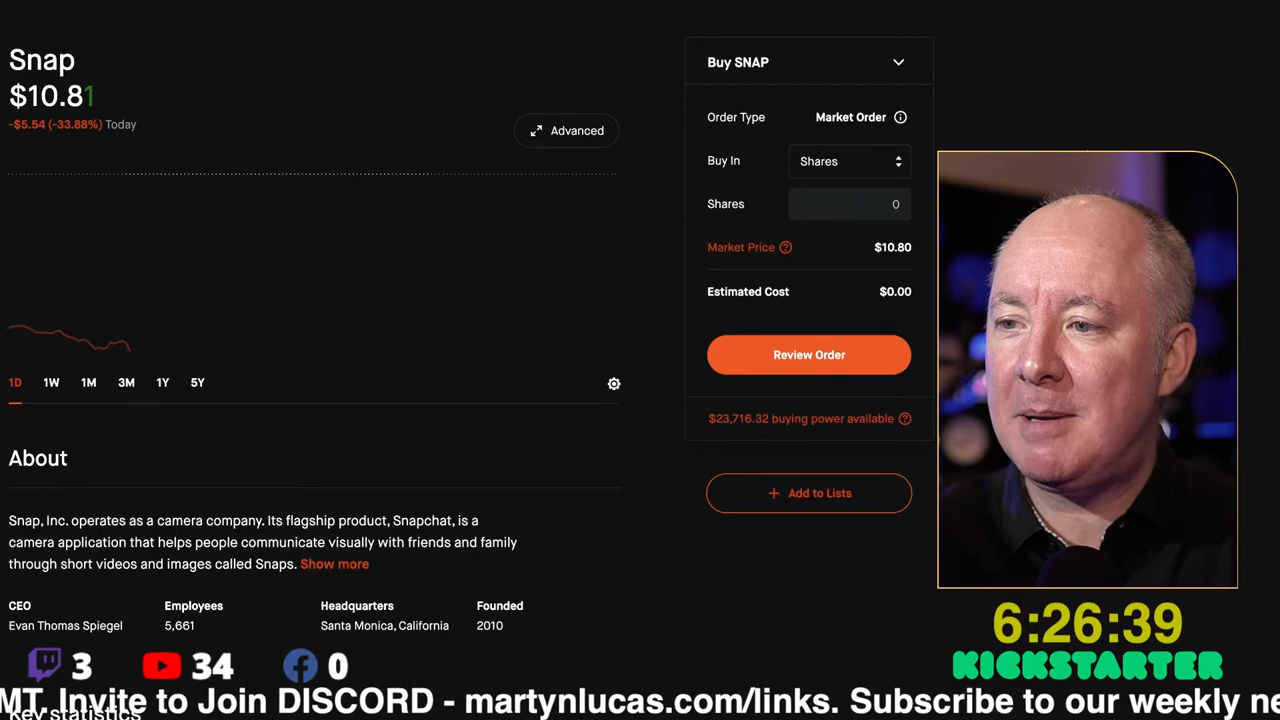 Snap
$10.81
-$5.54 (-33.88%) Today
Advanced
1D 1W 1M 3M 1Y 5Y
About
Snap, Inc. operates as a camera company. Its flagship product, Snapchat, is a
camera application that helps people communicate visually with friends and family
through short videos and images called Snaps. Show more
CEO Employees Headquarters Founded
Evan Thomas Spiegel 5,661 Santa Monica, California 2010
Buy SNAP
Order Type Market Order
Buy In Shares
Shares 0
Market Price $10.80
Estimated Cost $0.00
Review Order
$23,716.32 buying power available
+ Add to Lists
6:26:39
KICKSTARTER
3 34 0
MT. Invite to Join DISCORD - martynlucas.com/links. Subscribe to our weekly ne
Key statistics